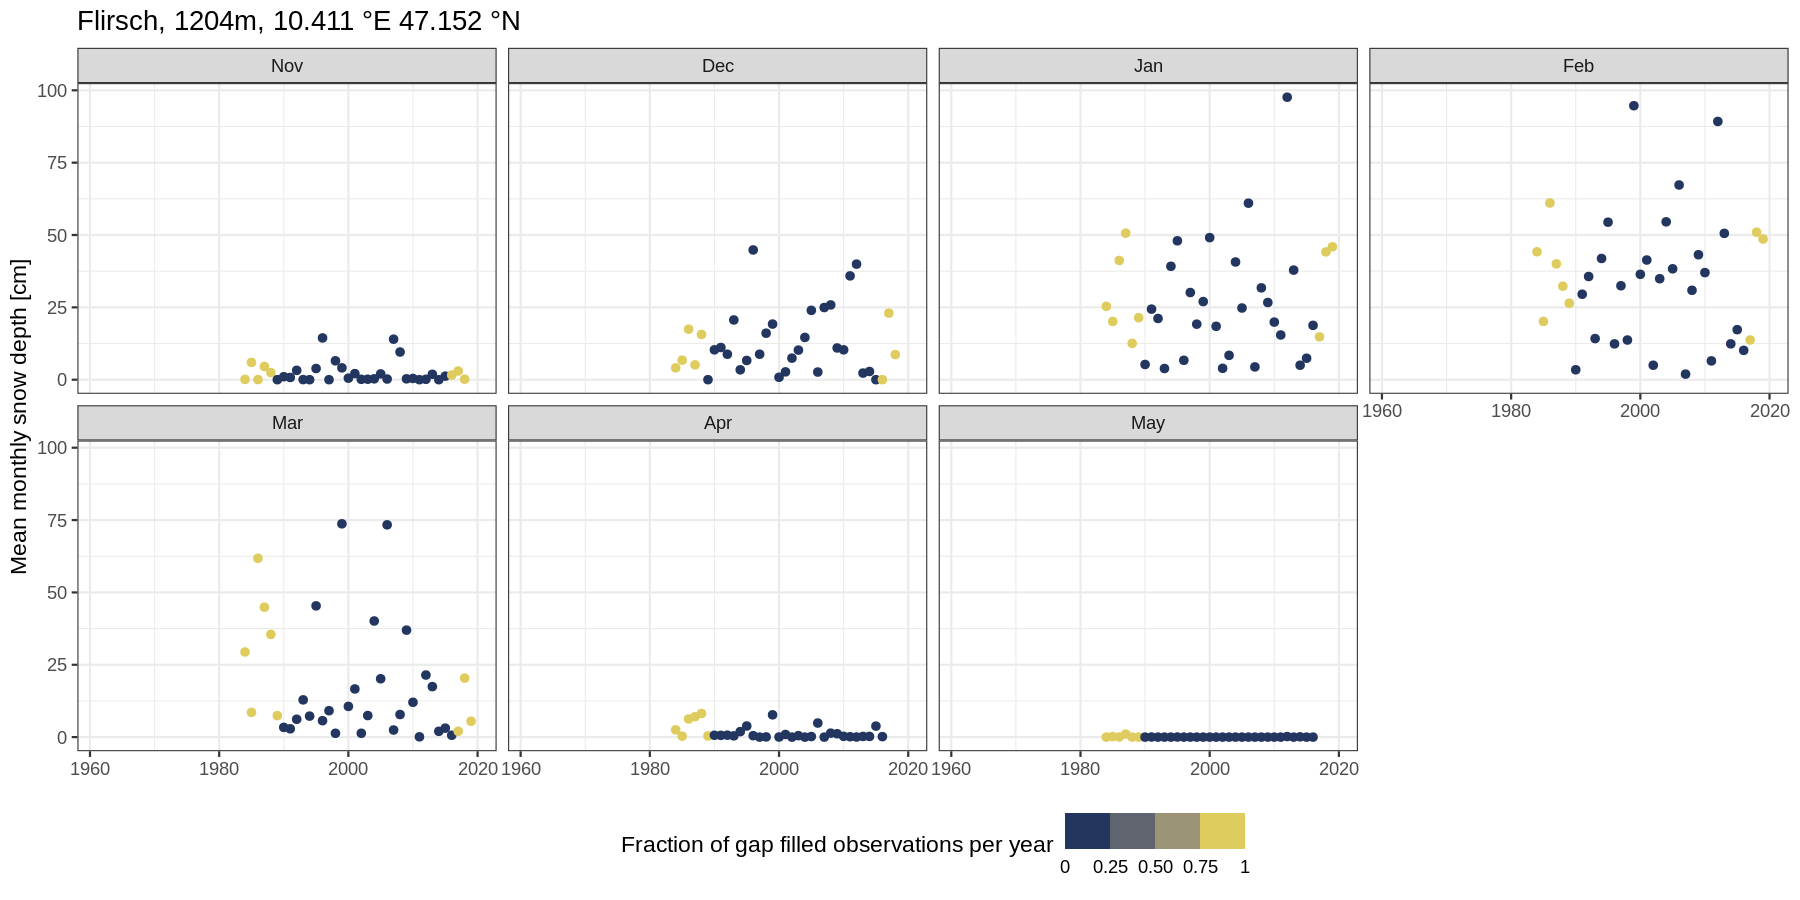 Flirsch, 1204m, 10.411 °E 47.152 °N
Nov
Dec
Jan
Feb
100
75
50
25
0
1960 1980 2000 2020
Mean monthly snow depth [cm]
Mar
Apr
May
100
75
50
25
0
1960 1980 2000 2020
1960 1980 2000 2020
1960 1980 2000 2020
Fraction of gap filled observations per year
0 0.25 0.50 0.75 1